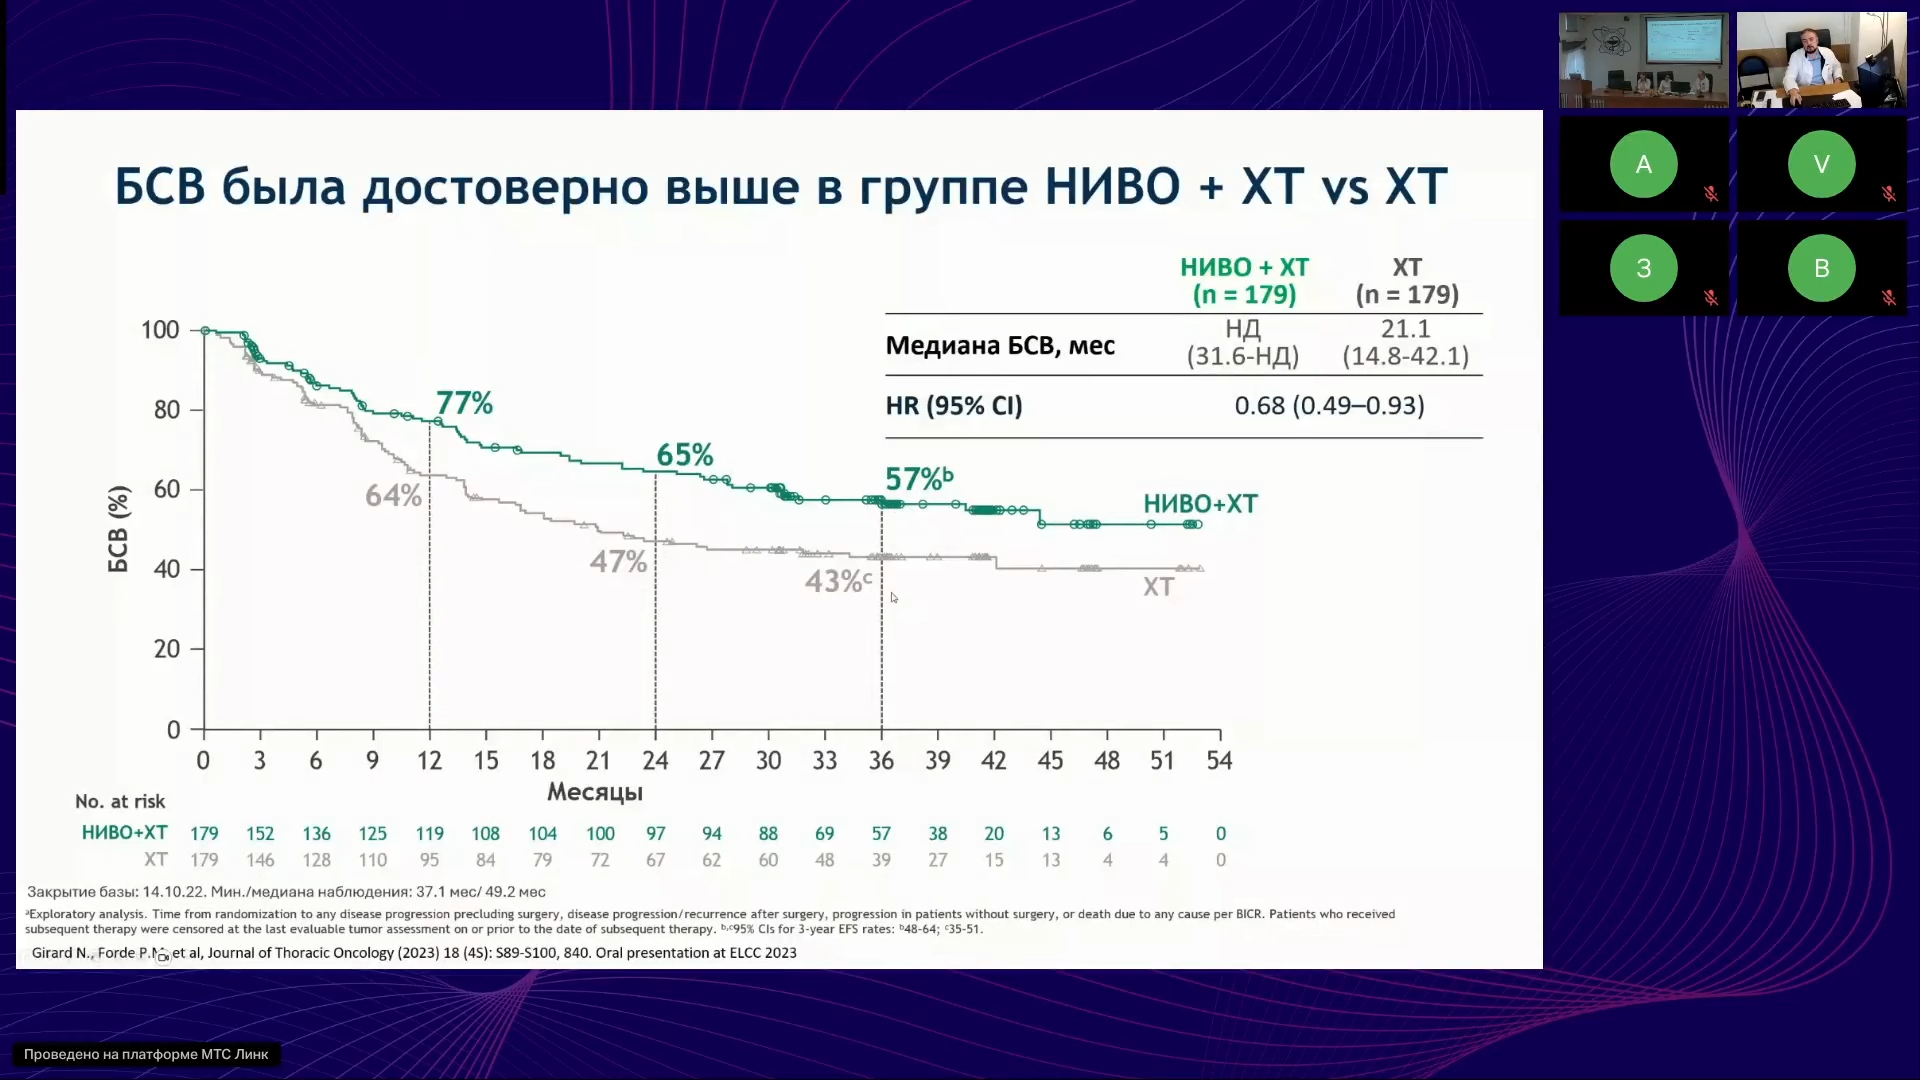 БСВ была достоверно выше в группе НИВО + ХТ vs ХТ
НИВО + ХТ ХТ
(n = 179) (n = 179)
Медиана БСВ, мес НД 21.1
(31.6-НД) (14.8-42.1)
HR (95% CI) 0.68 (0.49–0.93)
БСВ (%)
100
80
60
40
20
0
77%
65%
57%ᵇ
64%
47%
43%ᶜ
НИВО+ХТ
ХТ
0 3 6 9 12 15 18 21 24 27 30 33 36 39 42 45 48 51 54
Месяцы
No. at risk
НИВО+ХТ 179 152 136 125 119 108 104 100 97 94 88 69 57 38 20 13 6 5 0
ХТ 179 146 128 110 95 84 79 72 67 62 60 48 39 27 15 13 4 4 0
Закрытие базы: 14.10.22. Мин./медиана наблюдения: 37.1 мес/ 49.2 мес
ᵃExploratory analysis. Time from randomization to any disease progression precluding surgery, disease progression/recurrence after surgery, progression in patients without surgery, or death due to any cause per BICR. Patients who received
subsequent therapy were censored at the last evaluable tumor assessment on or prior to the date of subsequent therapy. ᵇ,ᶜ95% CIs for 3-year EFS rates: ᵇ48-64; ᶜ35-51.
Girard N., Forde P.M et al, Journal of Thoracic Oncology (2023) 18 (4S): S89-S100, 840. Oral presentation at ELCC 2023
A
V
З
В
Проведено на платформе МТС Линк